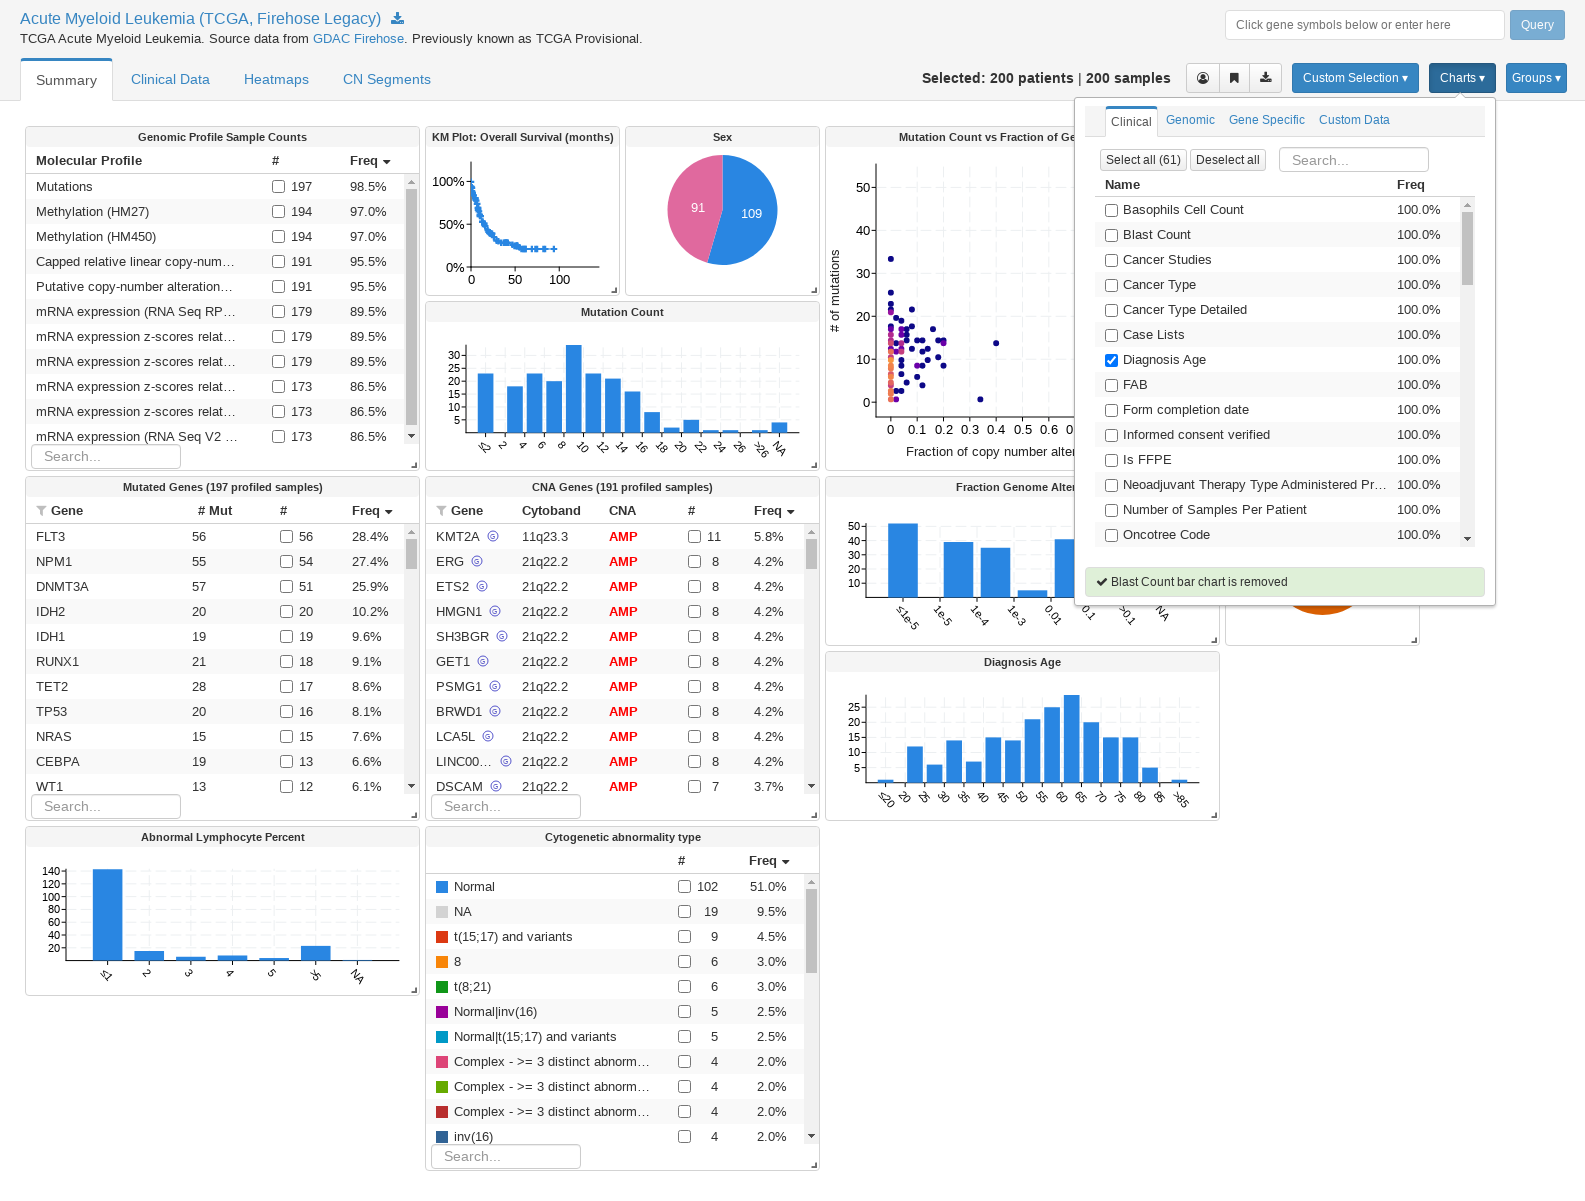 Acute Myeloid Leukemia (TCGA, Firehose Legacy)
TCGA Acute Myeloid Leukemia. Source data from GDAC Firehose. Previously known as TCGA Provisional.
Click gene symbols below or enter here
Query
Summary
Clinical Data
Heatmaps
CN Segments
Selected: 200 patients | 200 samples
Custom Selection ▾
Charts ▾
Groups ▾
Genomic Profile Sample Counts
Molecular Profile # Freq
Mutations 197 98.5%
Methylation (HM27) 194 97.0%
Methylation (HM450) 194 97.0%
Capped relative linear copy-num… 191 95.5%
Putative copy-number alteration… 191 95.5%
mRNA expression (RNA Seq RP… 179 89.5%
mRNA expression z-scores relat… 179 89.5%
mRNA expression z-scores relat… 179 89.5%
mRNA expression z-scores relat… 173 86.5%
mRNA expression z-scores relat… 173 86.5%
mRNA expression (RNA Seq V2 … 173 86.5%
Search...
KM Plot: Overall Survival (months)
100%
50%
0%
0 50 100
Sex
91
109
Mutation Count
30
25
20
15
10
5
≤2 2 4 6 8 10 12 14 16 18 20 22 24 26 >26 NA
Mutation Count vs Fraction of Ge
# of mutations
50
40
30
20
10
0
0 0.1 0.2 0.3 0.4 0.5 0.6
Fraction of copy number alter
Clinical
Genomic
Gene Specific
Custom Data
Select all (61)
Deselect all
Search...
Name Freq
Basophils Cell Count 100.0%
Blast Count 100.0%
Cancer Studies 100.0%
Cancer Type 100.0%
Cancer Type Detailed 100.0%
Case Lists 100.0%
Diagnosis Age 100.0%
FAB 100.0%
Form completion date 100.0%
Informed consent verified 100.0%
Is FFPE 100.0%
Neoadjuvant Therapy Type Administered Pr… 100.0%
Number of Samples Per Patient 100.0%
Oncotree Code 100.0%
Blast Count bar chart is removed
Mutated Genes (197 profiled samples)
Gene # Mut # Freq
FLT3 56 56 28.4%
NPM1 55 54 27.4%
DNMT3A 57 51 25.9%
IDH2 20 20 10.2%
IDH1 19 19 9.6%
RUNX1 21 18 9.1%
TET2 28 17 8.6%
TP53 20 16 8.1%
NRAS 15 15 7.6%
CEBPA 19 13 6.6%
WT1 13 12 6.1%
Search...
CNA Genes (191 profiled samples)
Gene Cytoband CNA # Freq
KMT2A G 11q23.3 AMP 11 5.8%
ERG G 21q22.2 AMP 8 4.2%
ETS2 G 21q22.2 AMP 8 4.2%
HMGN1 G 21q22.2 AMP 8 4.2%
SH3BGR G 21q22.2 AMP 8 4.2%
GET1 G 21q22.2 AMP 8 4.2%
PSMG1 G 21q22.2 AMP 8 4.2%
BRWD1 G 21q22.2 AMP 8 4.2%
LCA5L G 21q22.2 AMP 8 4.2%
LINC00… G 21q22.2 AMP 8 4.2%
DSCAM G 21q22.2 AMP 7 3.7%
Search...
Fraction Genome Alter
50
40
30
20
10
≤1e-5 1e-5 1e-4 1e-3 0.01 0.1 >0.1 NA
Diagnosis Age
25
20
15
10
5
≤20 20 25 30 35 40 45 50 55 60 65 70 75 80 85 >85
Abnormal Lymphocyte Percent
140
120
100
80
60
40
20
≤1 2 3 4 5 >5 NA
Cytogenetic abnormality type
# Freq
Normal 102 51.0%
NA 19 9.5%
t(15;17) and variants 9 4.5%
8 6 3.0%
t(8;21) 6 3.0%
Normal|inv(16) 5 2.5%
Normal|t(15;17) and variants 5 2.5%
Complex - >= 3 distinct abnorm… 4 2.0%
Complex - >= 3 distinct abnorm… 4 2.0%
Complex - >= 3 distinct abnorm… 4 2.0%
inv(16) 4 2.0%
Search...